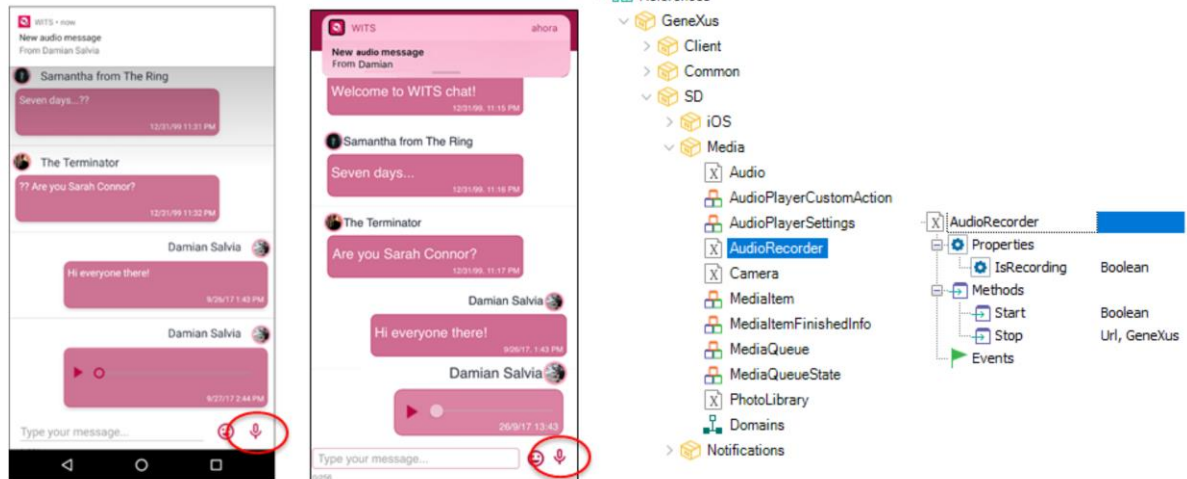 WITS • now
New audio message
From Damian Salvia
Samantha from The Ring
Seven days...??
12/31/99 11:31 PM
The Terminator
?? Are you Sarah Connor?
12/31/99 11:32 PM
Damian Salvia
Hi everyone there!
9/26/17 1:43 PM
Damian Salvia
9/27/17 2:44 PM
Type your message...
WITS
ahora
New audio message
From Damian
Welcome to WITS chat!
12/31/99, 11:15 PM
Samantha from The Ring
Seven days...
12/31/99, 11:16 PM
The Terminator
Are you Sarah Connor?
12/31/99, 11:17 PM
Damian Salvia
Hi everyone there!
9/26/17, 1:43 PM
Damian Salvia
26/9/17 13:43
Type your message...
References
GeneXus
Client
Common
SD
iOS
Media
Audio
AudioPlayerCustomAction
AudioPlayerSettings
AudioRecorder
Camera
MediaItem
MediaItemFinishedInfo
MediaQueue
MediaQueueState
PhotoLibrary
Domains
Notifications
AudioRecorder
Properties
IsRecording Boolean
Methods
Start Boolean
Stop Url, GeneXus
Events